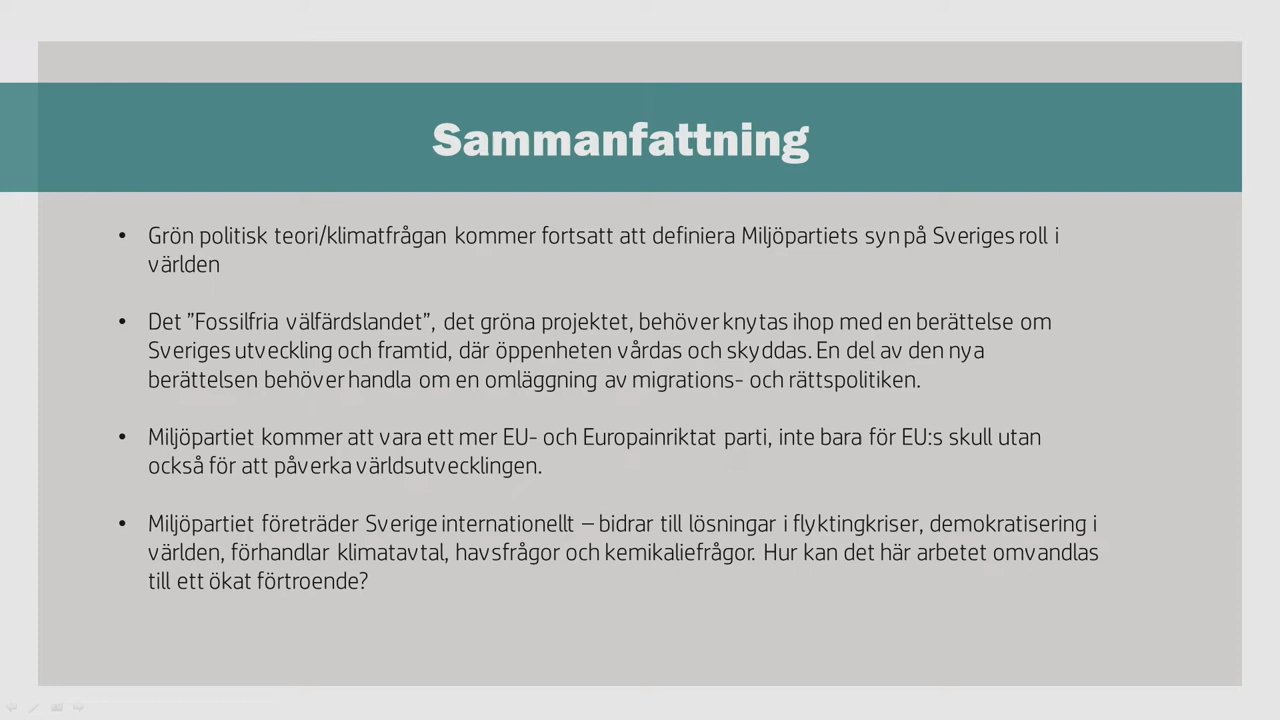 Sammanfattning
• Grön politisk teori/klimatfrågan kommer fortsatt att definiera Miljöpartiets syn på Sveriges roll i
världen
• Det ”Fossilfria välfärdslandet”, det gröna projektet, behöver knytas ihop med en berättelse om
Sveriges utveckling och framtid, där öppenheten vårdas och skyddas. En del av den nya
berättelsen behöver handla om en omläggning av migrations- och rättspolitiken.
• Miljöpartiet kommer att vara ett mer EU- och Europainriktat parti, inte bara för EU:s skull utan
också för att påverka världsutvecklingen.
• Miljöpartiet företräder Sverige internationellt – bidrar till lösningar i flyktingkriser, demokratisering i
världen, förhandlar klimatavtal, havsfrågor och kemikaliefrågor. Hur kan det här arbetet omvandlas
till ett ökat förtroende?